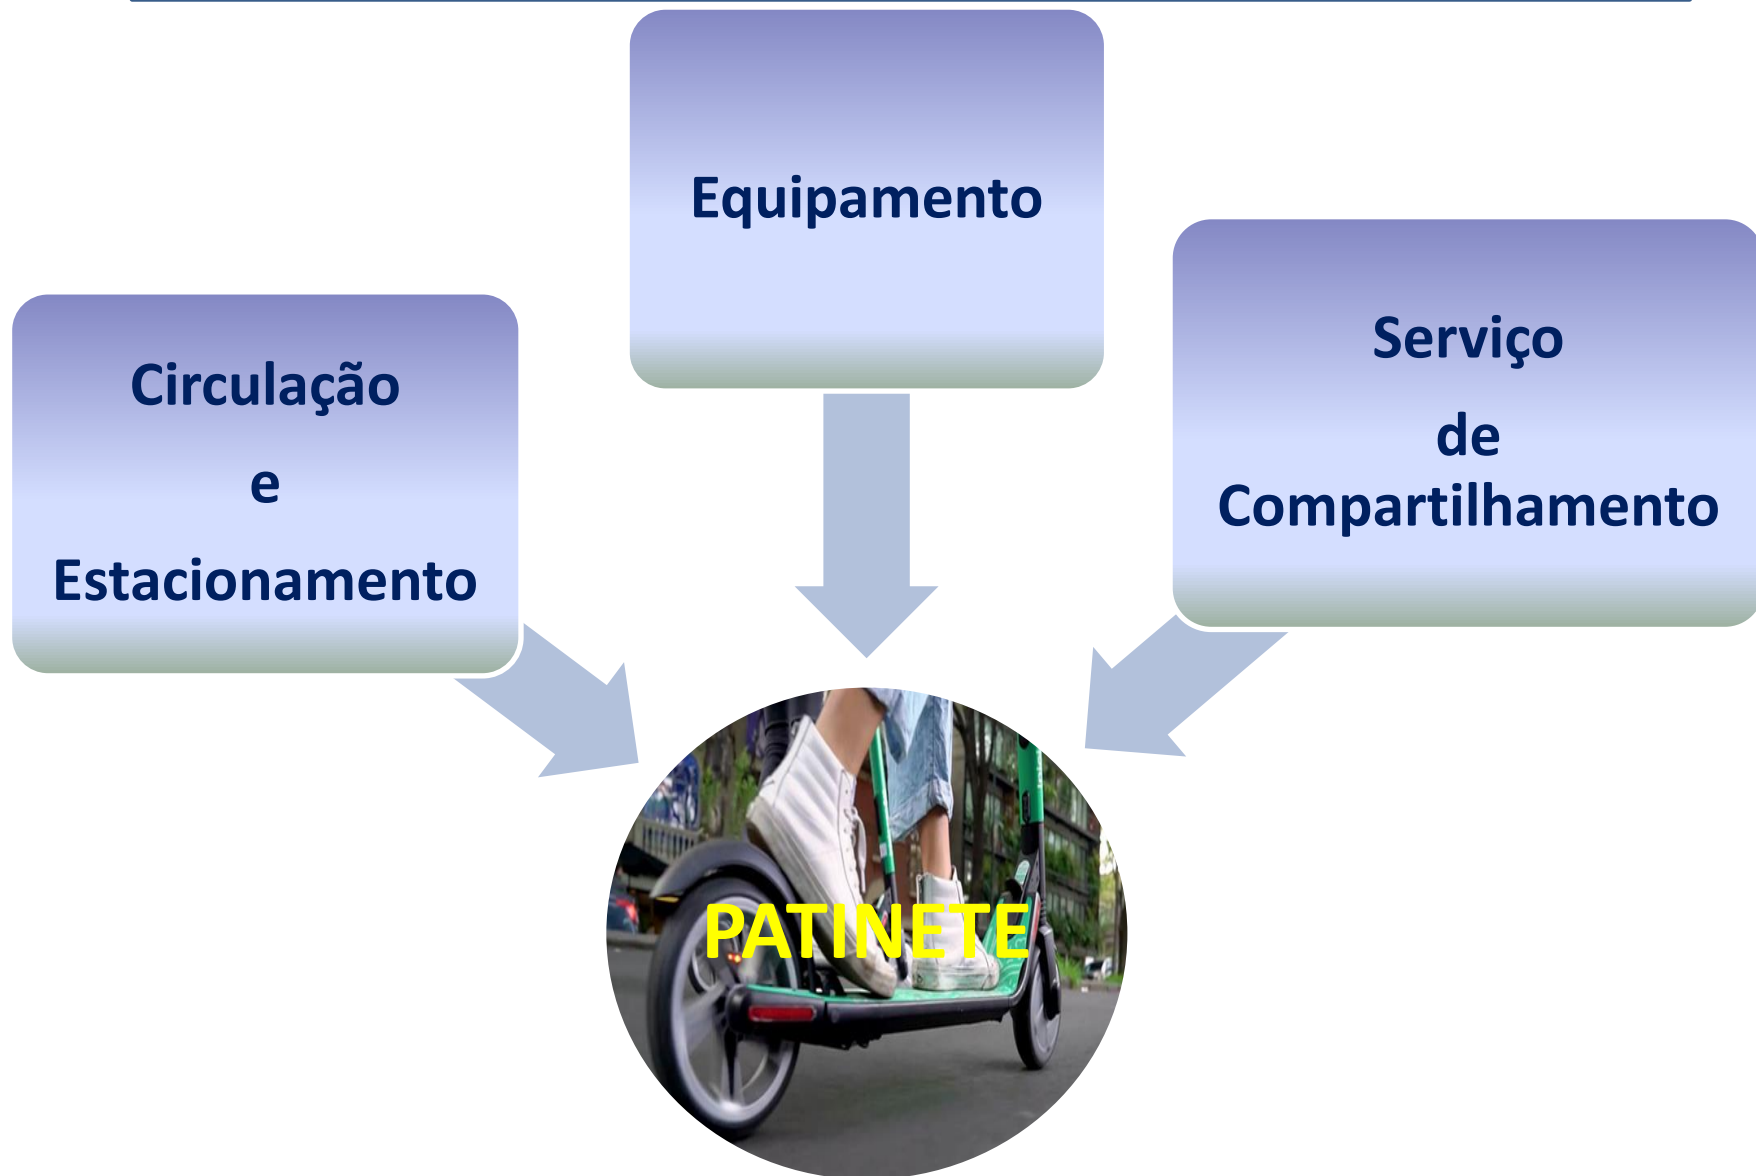 Equipamento
Circulação
e
Estacionamento
Serviço
de
Compartilhamento
PATINETE